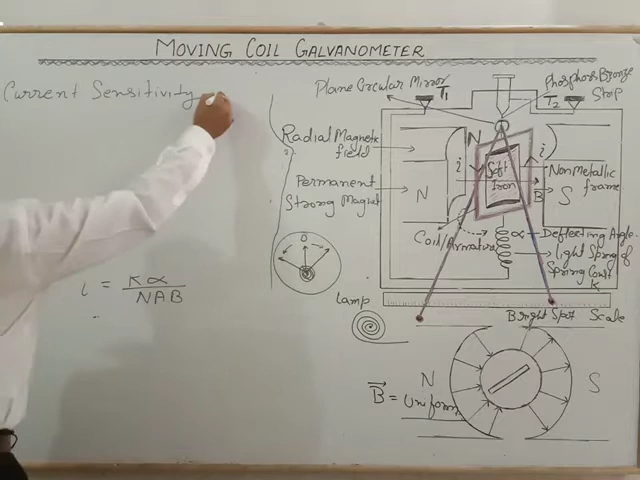 MOVING COIL GALVANOMETER
Current Sensitivity
Plane Circular Mirror
T1
T2
Phosphor Bronze
Strip
Radial Magnetic
field
Permanent
Strong Magnet
N
N
i
Soft
Iron
i
B
S
Non Metallic
frame
Coil/Armature
α → Deflecting Angle
light Spring of
Spring Const
K
0
i = Kα / NAB
lamp
Bright Spot
Scale
N
S
B = Uniform